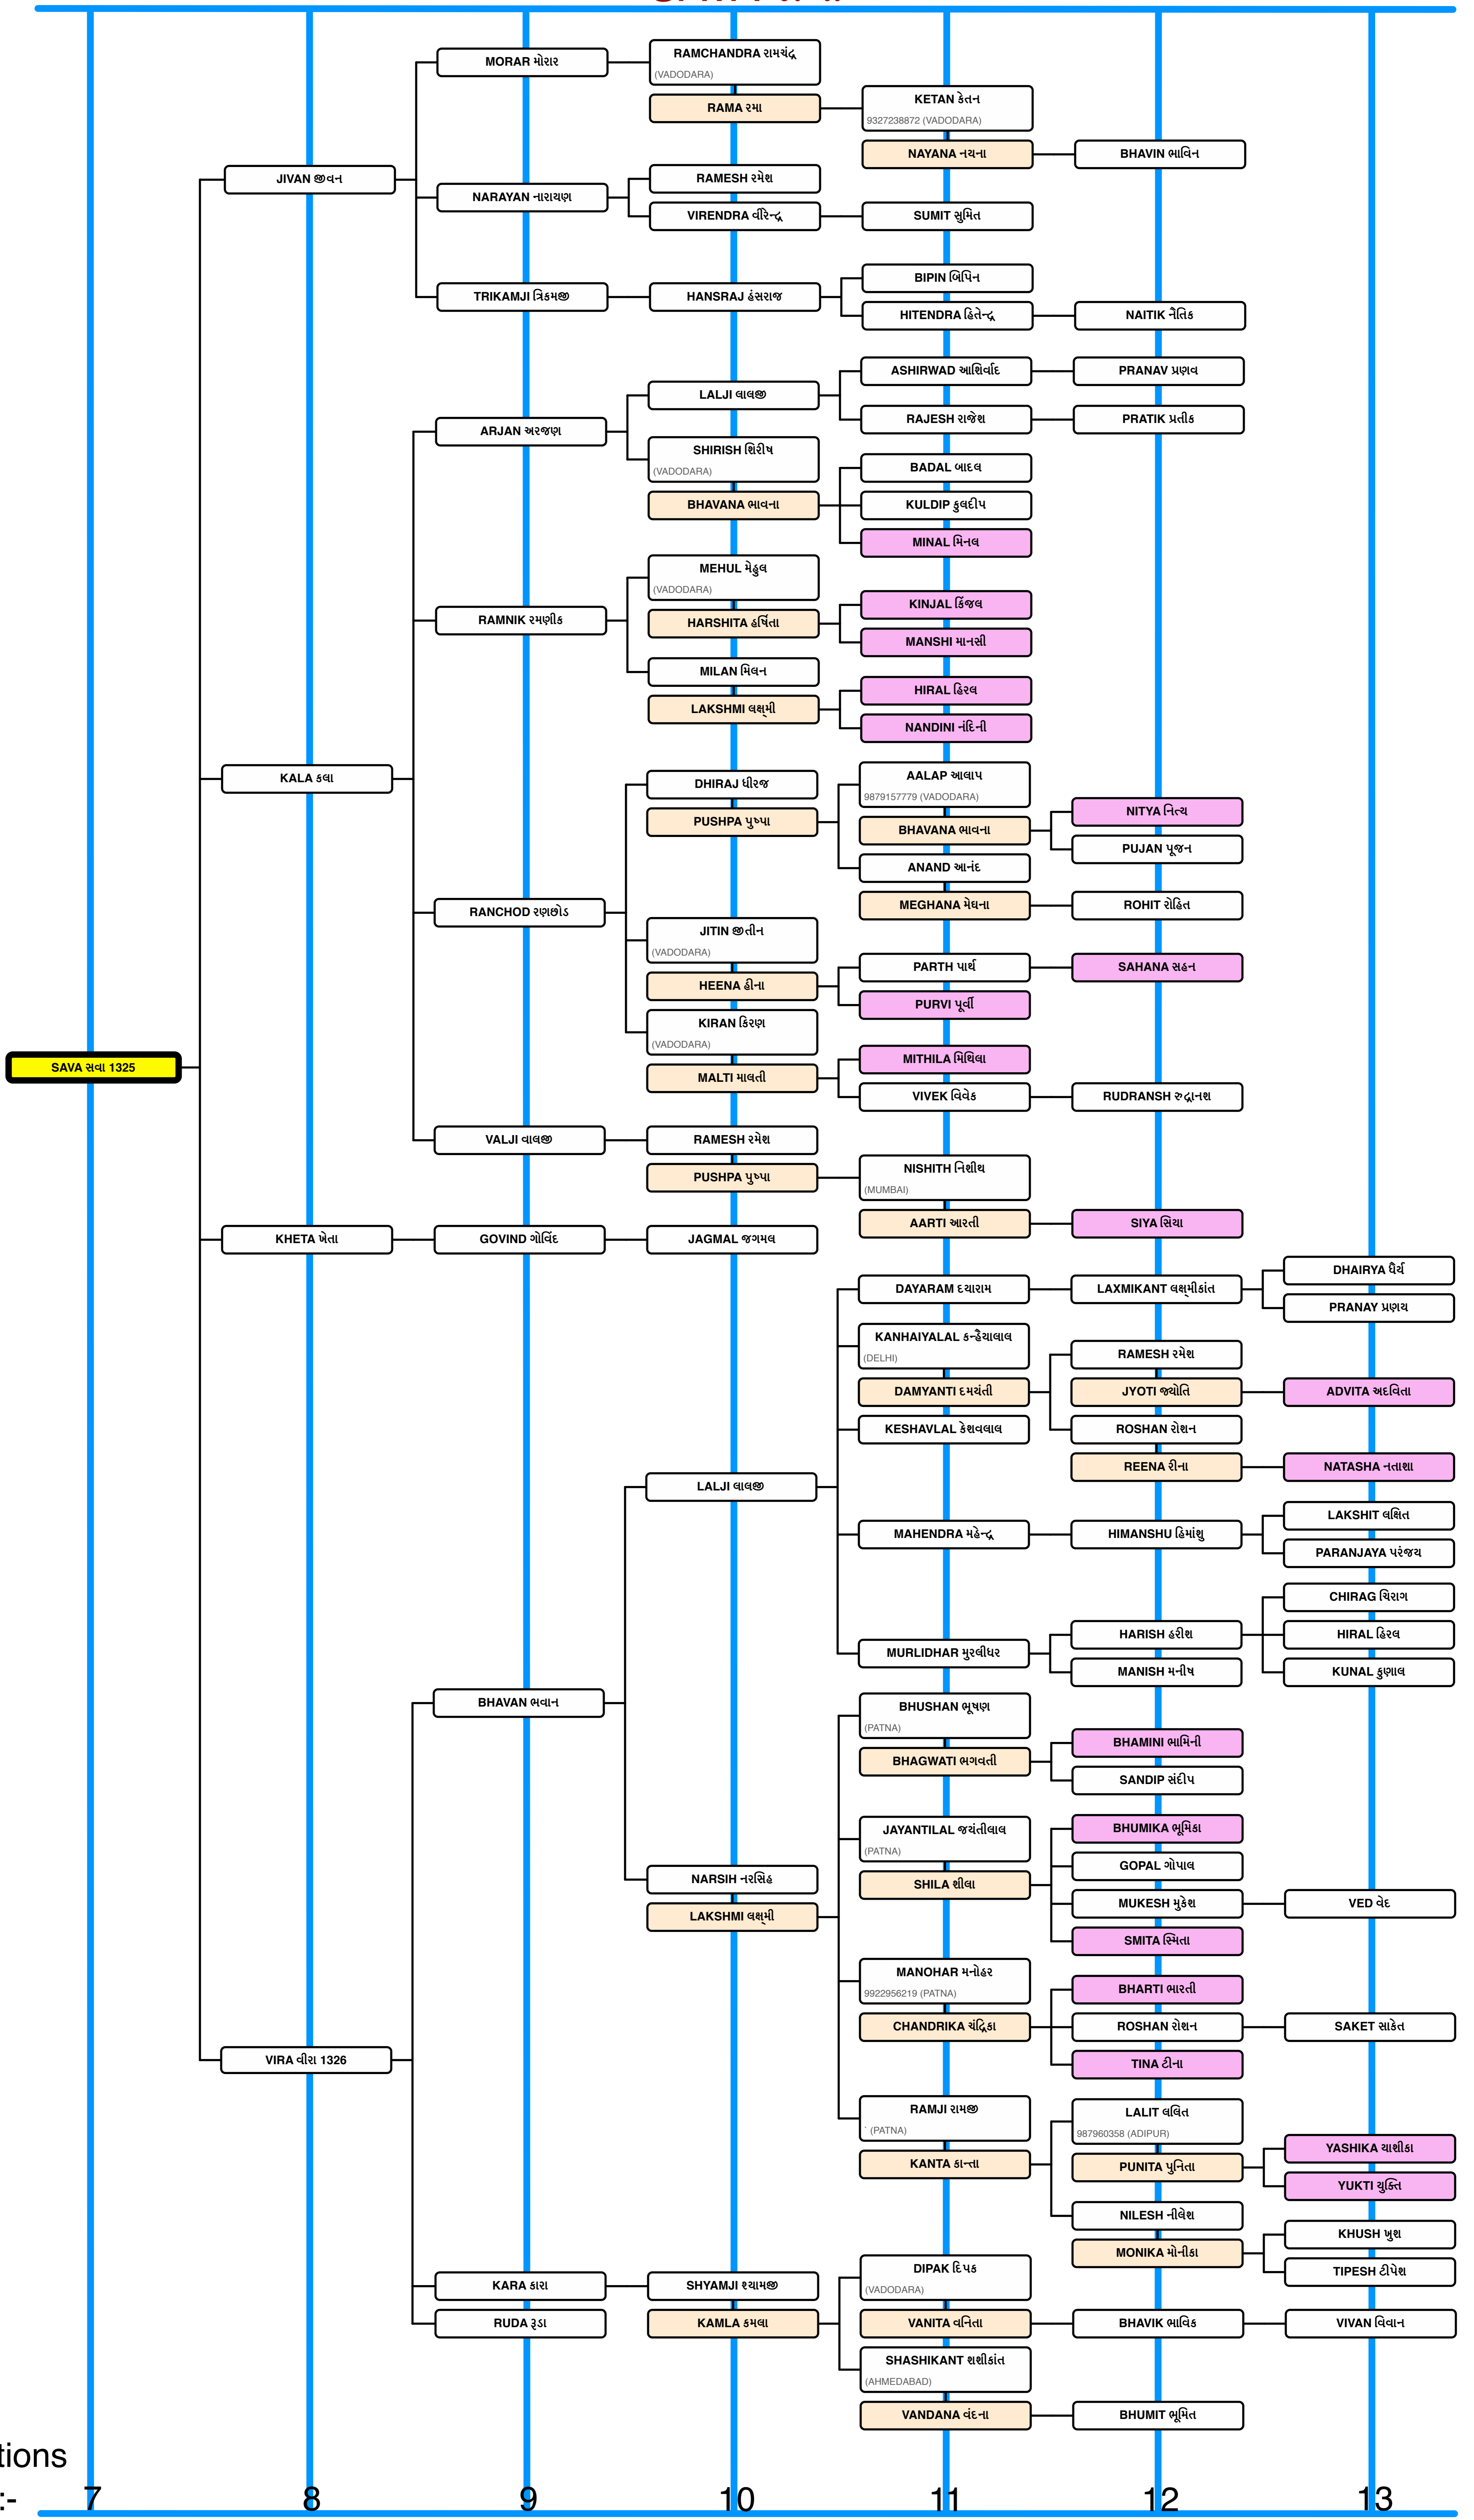 MORAR મોરાર
RAMCHANDRA રામચંદ્ર
(VADODARA)
RAMA રમા
KETAN કેતન
9327238872 (VADODARA)
NAYANA નયના
BHAVIN ભાવિન
JIVAN જીવન
NARAYAN નારાયણ
RAMESH રમેશ
VIRENDRA વીરેન્દ્ર
SUMIT સુમિત
TRIKAMJI ત્રિકમજી
HANSRAJ હંસરાજ
BIPIN બિપિન
HITENDRA હિતેન્દ્ર
NAITIK નૈતિક
ARJAN અરજણ
LALJI લાલજી
ASHIRWAD આશિર્વાદ
PRANAV પ્રણવ
RAJESH રાજેશ
PRATIK પ્રતીક
SHIRISH શિરીષ
(VADODARA)
BHAVANA ભાવના
BADAL બાદલ
KULDIP કુલદીપ
MINAL મિનલ
RAMNIK રમણીક
MEHUL મેહુલ
(VADODARA)
HARSHITA હર્ષિતા
KINJAL કિંજલ
MANSHI માનસી
MILAN મિલન
LAKSHMI લક્ષ્મી
HIRAL હિરલ
NANDINI નંદિની
KALA કલા
RANCHOD રણછોડ
DHIRAJ ધીરજ
PUSHPA પુષ્પા
AALAP આલાપ
9879157779 (VADODARA)
BHAVANA ભાવના
NITYA નિત્ય
PUJAN પૂજન
ANAND આનંદ
MEGHANA મેઘના
ROHIT રોહિત
JITIN જીતીન
(VADODARA)
HEENA હીના
PARTH પાર્થ
SAHANA સહન
PURVI પૂર્વી
KIRAN કિરણ
(VADODARA)
MALTI માલતી
MITHILA મિથિલા
VIVEK વિવેક
RUDRANSH રુદ્રાનશ
SAVA સવા 1325
VALJI વાલજી
RAMESH રમેશ
PUSHPA પુષ્પા
NISHITH નિશીથ
(MUMBAI)
AARTI આરતી
SIYA સિયા
KHETA ખેતા
GOVIND ગોવિંદ
JAGMAL જગમલ
DAYARAM દયારામ
LAXMIKANT લક્ષ્મીકાંત
DHAIRYA ધૈર્ય
PRANAY પ્રણય
KANHAIYALAL કન્હૈયાલાલ
(DELHI)
DAMYANTI દમયંતી
RAMESH રમેશ
JYOTI જ્યોતિ
ADVITA અદવિતા
KESHAVLAL કેશવલાલ
ROSHAN રોશન
REENA રીના
NATASHA નતાશા
LALJI લાલજી
MAHENDRA મહેન્દ્ર
HIMANSHU હિમાંશુ
LAKSHIT લક્ષિત
PARANJAYA પરંજય
MURLIDHAR મુરલીધર
HARISH હરીશ
MANISH મનીષ
CHIRAG ચિરાગ
HIRAL હિરલ
KUNAL કુણાલ
BHAVAN ભવાન
BHUSHAN ભૂષણ
(PATNA)
BHAGWATI ભગવતી
BHAMINI ભામિની
SANDIP સંદીપ
NARSIH નરસિહ
LAKSHMI લક્ષ્મી
JAYANTILAL જયંતીલાલ
(PATNA)
SHILA શીલા
BHUMIKA ભૂમિકા
GOPAL ગોપાલ
MUKESH મુકેશ
VED વેદ
SMITA સ્મિતા
MANOHAR મનોહર
9922956219 (PATNA)
CHANDRIKA ચંદ્રિકા
BHARTI ભારતી
ROSHAN રોશન
SAKET સાકેત
TINA ટીના
VIRA વીરા 1326
RAMJI રામજી
` (PATNA)
KANTA કાન્તા
LALIT લલિત
987960358 (ADIPUR)
PUNITA પુનિતા
YASHIKA યાશીકા
YUKTI યુક્તિ
NILESH નીલેશ
MONIKA મોનીકા
KHUSH ખુશ
TIPESH ટીપેશ
KARA કારા
SHYAMJI શ્યામજી
KAMLA કમલા
DIPAK દિપક
(VADODARA)
VANITA વનિતા
BHAVIK ભાવિક
VIVAN વિવાન
RUDA રૂડા
SHASHIKANT શશીકાંત
(AHMEDABAD)
VANDANA વંદના
BHUMIT ભૂમિત
tions
:- 7 8 9 10 11 12 13